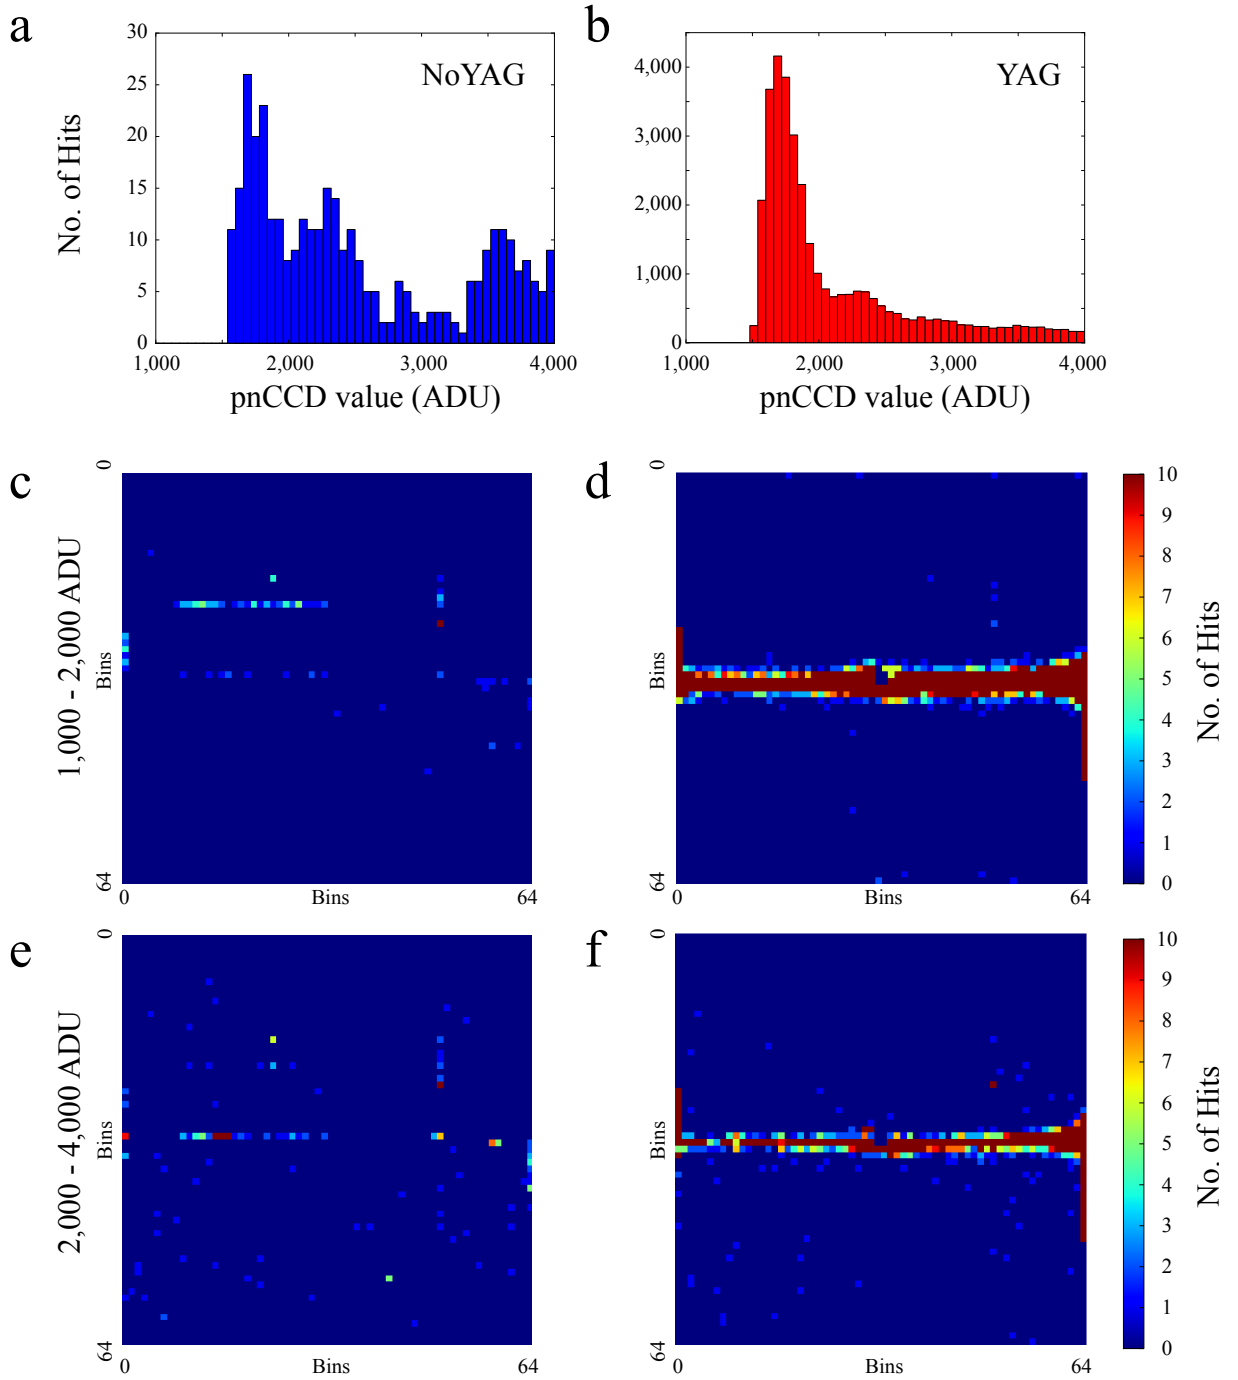 a
30
25
20
15
10
5
0
No. of Hits
NoYAG
1,000 2,000 3,000 4,000
pnCCD value (ADU)
b
4,000
3,000
2,000
1,000
0
YAG
1,000 2,000 3,000 4,000
pnCCD value (ADU)
c
1,000 - 2,000 ADU
0
Bins
64
0 Bins 64
d
0
Bins
64
0 Bins 64
10
9
8
7
6
5
4
3
2
1
0
No. of Hits
e
2,000 - 4,000 ADU
0
Bins
64
0 Bins 64
f
0
Bins
64
0 Bins 64
10
9
8
7
6
5
4
3
2
1
0
No. of Hits